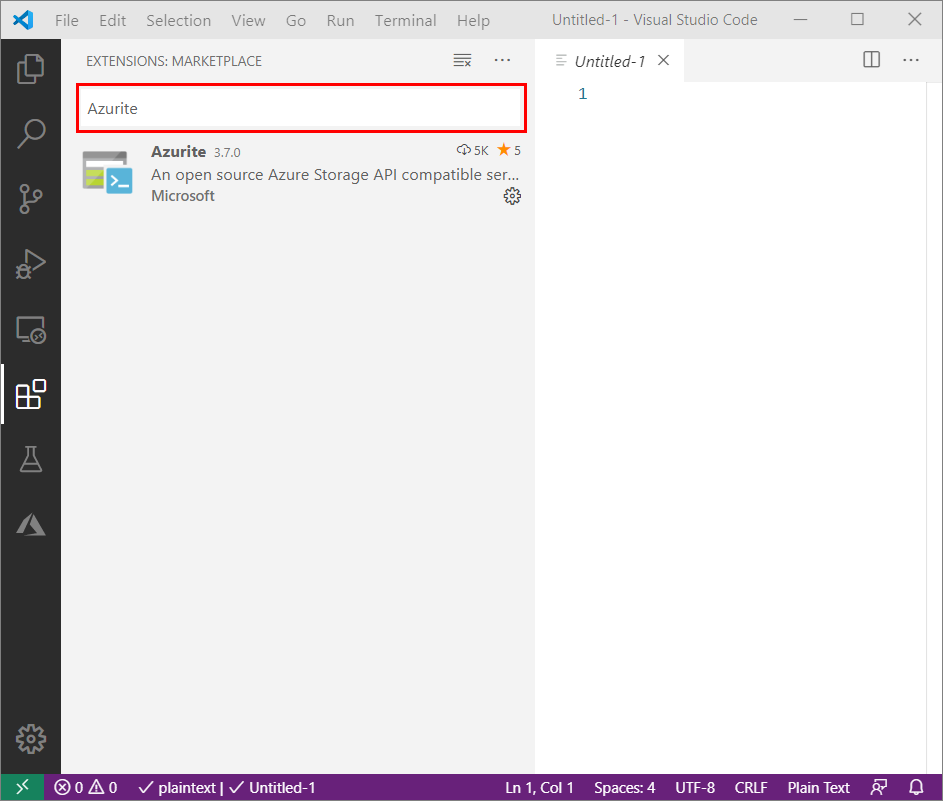 File Edit Selection View Go Run Terminal Help Untitled-1 - Visual Studio Code
EXTENSIONS: MARKETPLACE
Untitled-1
Azurite
1
Azurite 3.7.0 5K 5
An open source Azure Storage API compatible ser...
Microsoft
0 0 plaintext | Untitled-1 Ln 1, Col 1 Spaces: 4 UTF-8 CRLF Plain Text